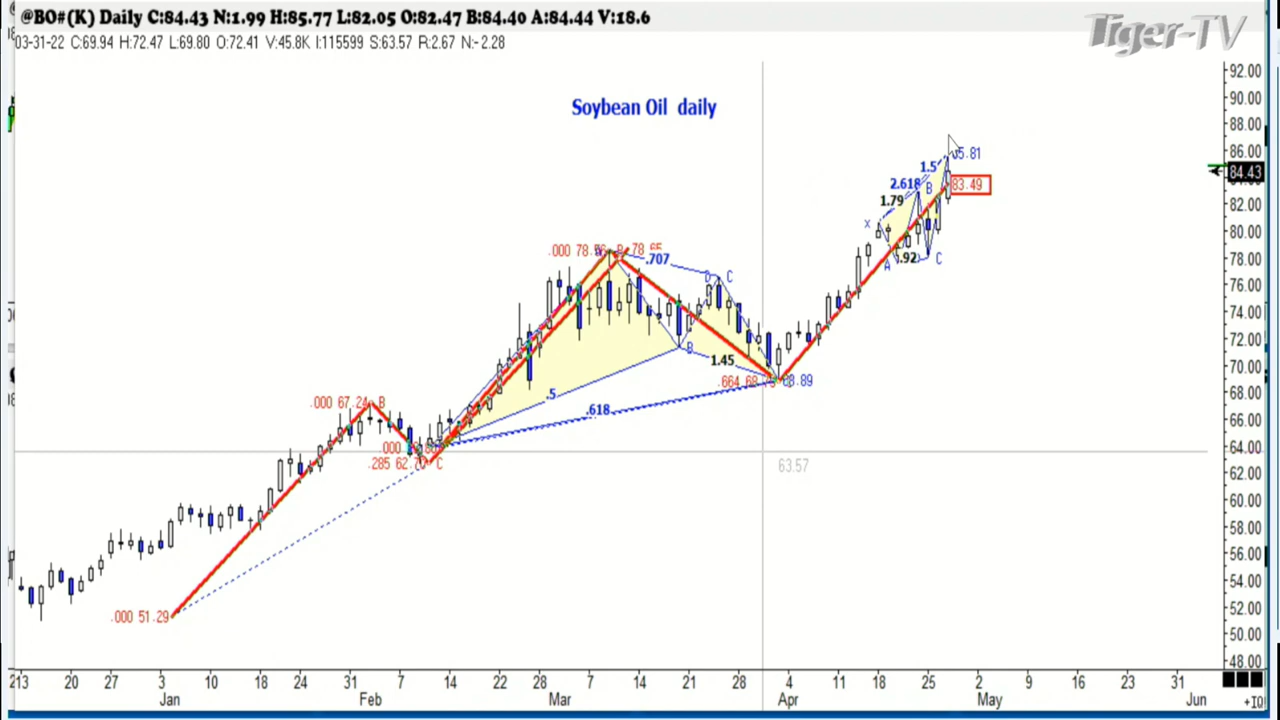 @BO#(K) Daily C:84.43 N:1.99 H:85.77 L:82.05 O:82.47 B:84.40 A:84.44 V:18.6
03-31-22 C:69.94 H:72.47 L:69.80 O:72.41 V:45.8K I:115599 S:63.57 R:2.67 N:-2.28
Tiger-TV
Soybean Oil daily
92.00
90.00
88.00
86.00
84.43
82.00
80.00
78.00
76.00
74.00
72.00
70.00
68.00
66.00
64.00
62.00
60.00
58.00
56.00
54.00
52.00
50.00
48.00
1.5
2.618
B
83.49
1.79
X
A
.92
C
.000
B 78.65
.707
C
B
1.45
.664
.5
.618
.000 67.24 B
.000
.285 C
63.57
.000 51.29
20 27 3 10 18 24 31 7 14 22 28 7 14 21 28 4 11 18 25 2 9 16 23 31
Jan Feb Mar Apr May Jun